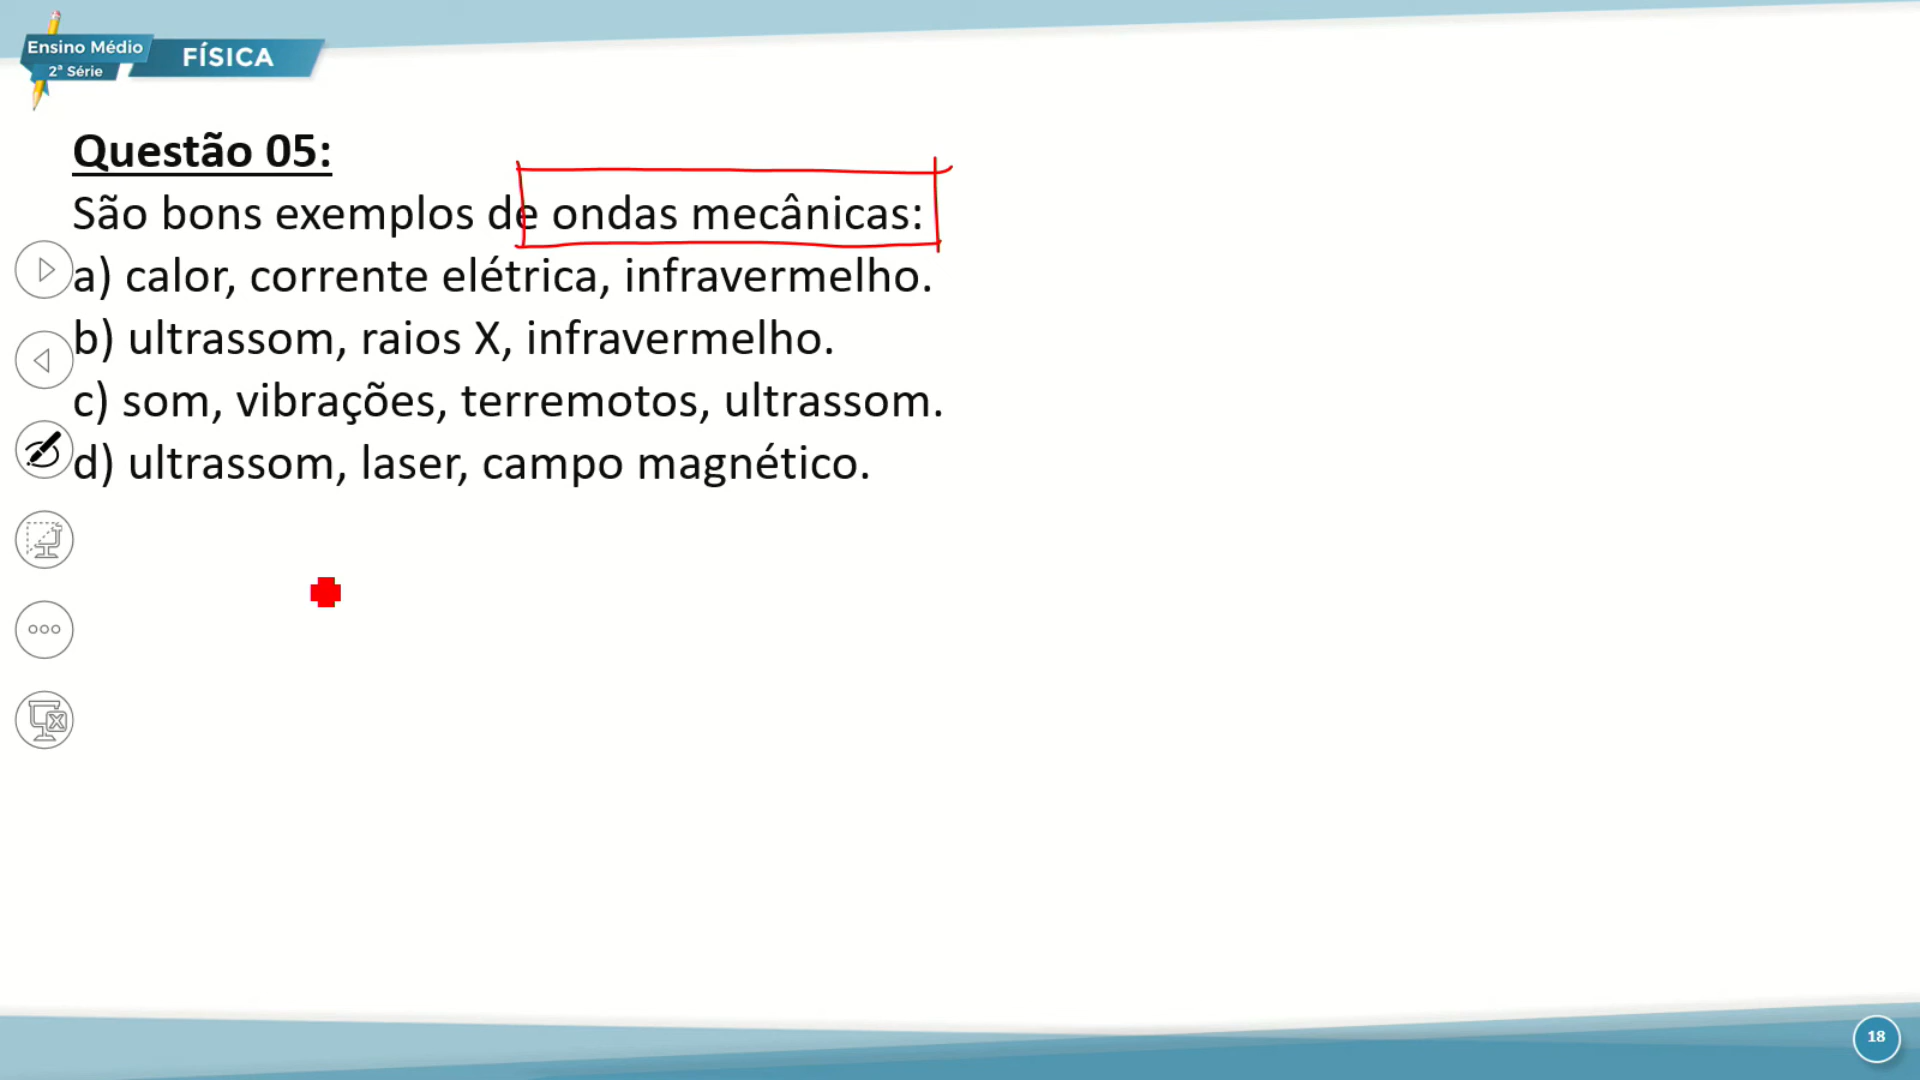 Ensino Médio
2ª Série
FÍSICA
Questão 05:
São bons exemplos de ondas mecânicas:
a) calor, corrente elétrica, infravermelho.
b) ultrassom, raios X, infravermelho.
c) som, vibrações, terremotos, ultrassom.
d) ultrassom, laser, campo magnético.
18